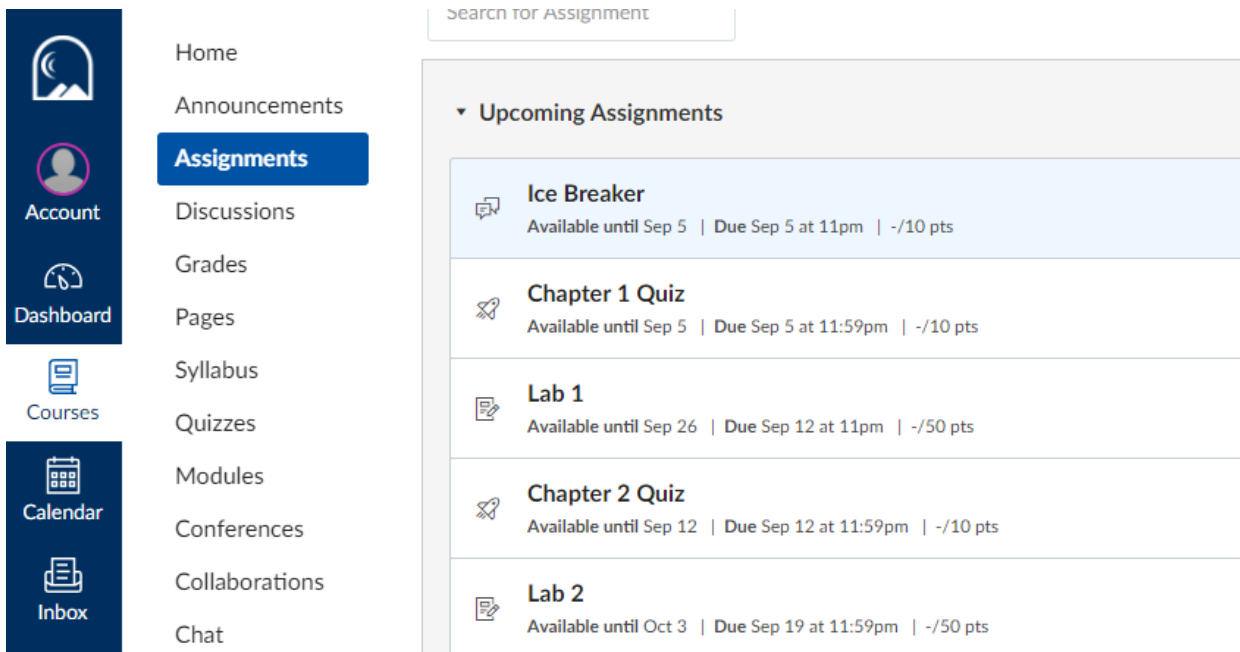 Account
Dashboard
Courses
Calendar
Inbox
Home
Announcements
Assignments
Discussions
Grades
Pages
Syllabus
Quizzes
Modules
Conferences
Collaborations
Chat
Search for Assignment
Upcoming Assignments
Ice Breaker
Available until Sep 5 | Due Sep 5 at 11pm | -/10 pts
Chapter 1 Quiz
Available until Sep 5 | Due Sep 5 at 11:59pm | -/10 pts
Lab 1
Available until Sep 26 | Due Sep 12 at 11pm | -/50 pts
Chapter 2 Quiz
Available until Sep 12 | Due Sep 12 at 11:59pm | -/10 pts
Lab 2
Available until Oct 3 | Due Sep 19 at 11:59pm | -/50 pts